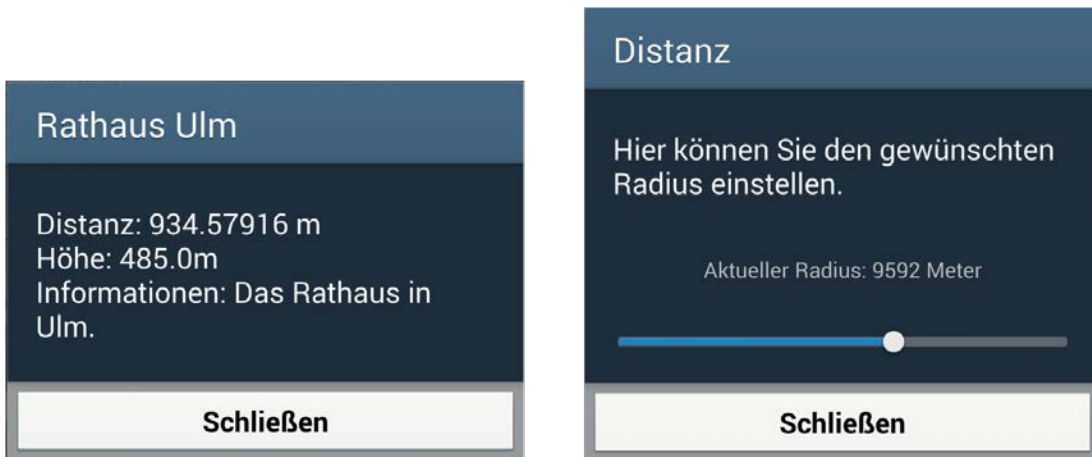 Rathaus Ulm
Distanz: 934.57916 m
Höhe: 485.0m
Informationen: Das Rathaus in
Ulm.
Schließen
Distanz
Hier können Sie den gewünschten
Radius einstellen.
Aktueller Radius: 9592 Meter
Schließen